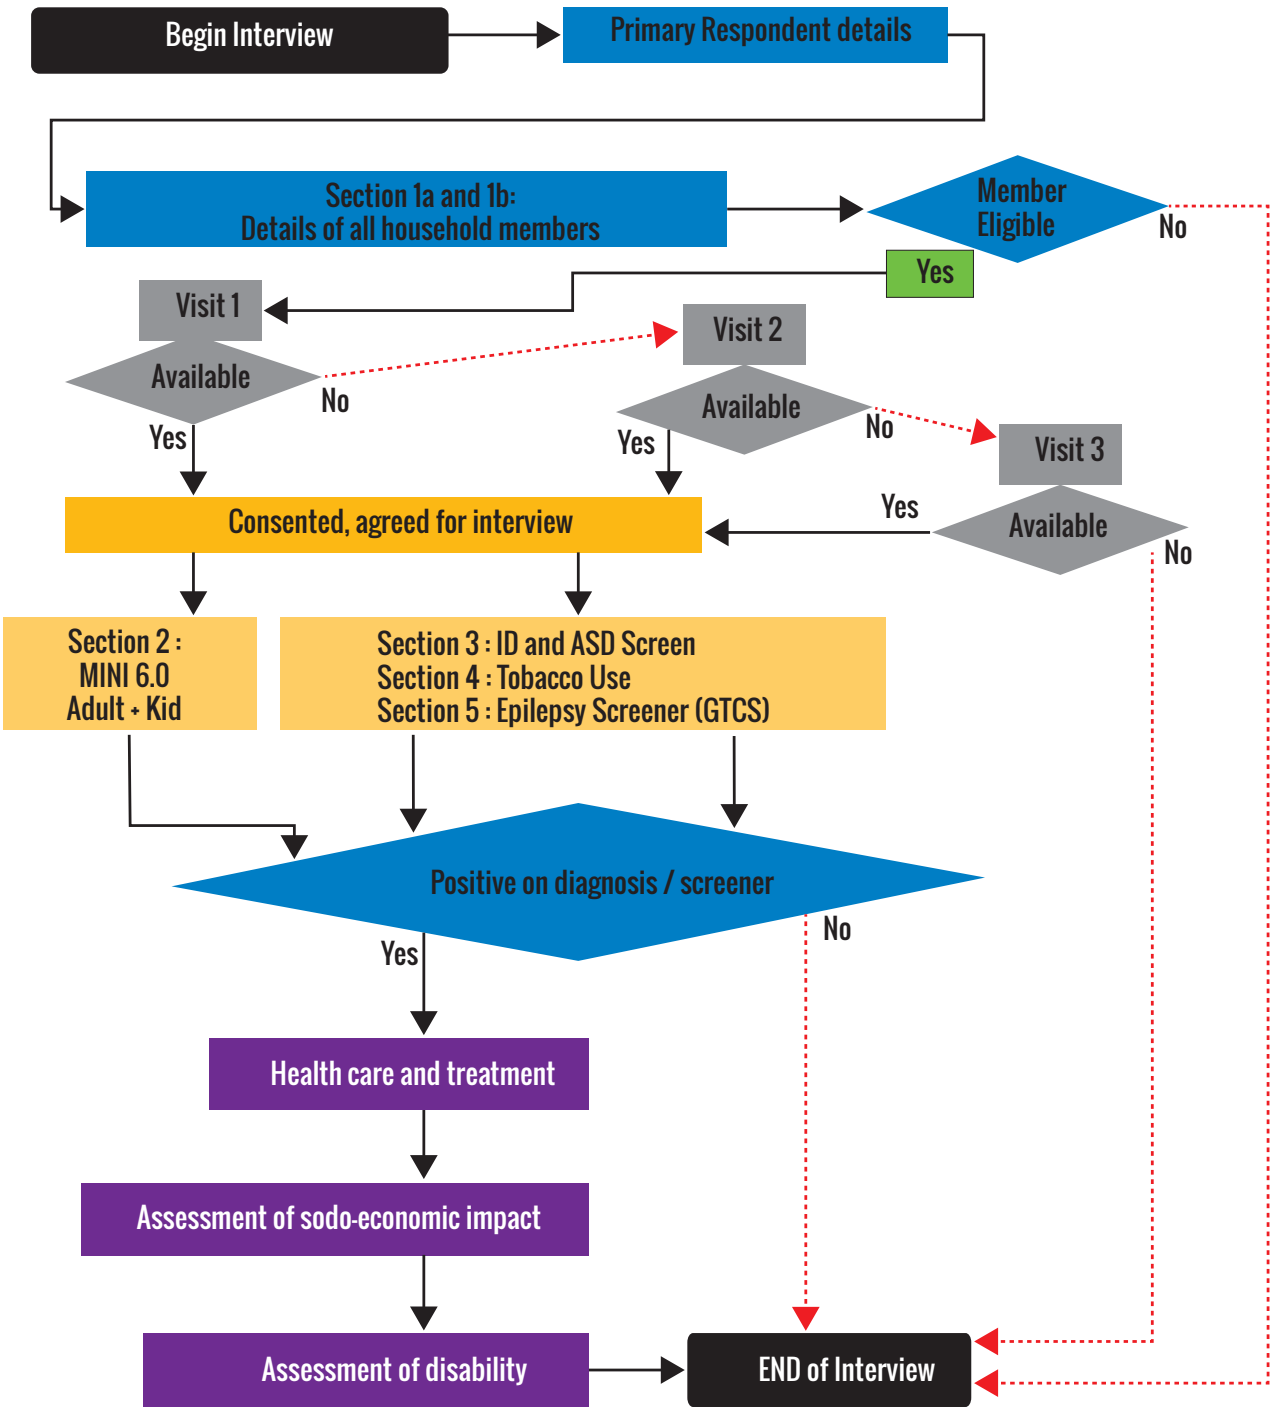 Begin Interview
Primary Respondent details
Section 1a and 1b:
Details of all household members
Member
Eligible
No
Yes
Visit 1
Available
No
Yes
Visit 2
Available
No
Yes
Visit 3
Available
Yes
No
Consented, agreed for interview
Section 2 :
MINI 6.0
Adult + Kid
Section 3 : ID and ASD Screen
Section 4 : Tobacco Use
Section 5 : Epilepsy Screener (GTCS)
Positive on diagnosis / screener
No
Yes
Health care and treatment
Assessment of sodo-economic impact
Assessment of disability
END of Interview